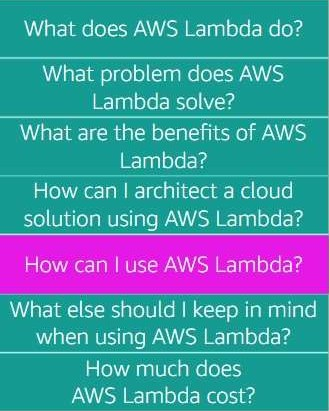 What does AWS Lambda do?
What problem does AWS
Lambda solve?
What are the benefits of AWS
Lambda?
How can I architect a cloud
solution using AWS Lambda?
How can I use AWS Lambda?
What else should I keep in mind
when using AWS Lambda?
How much does
AWS Lambda cost?